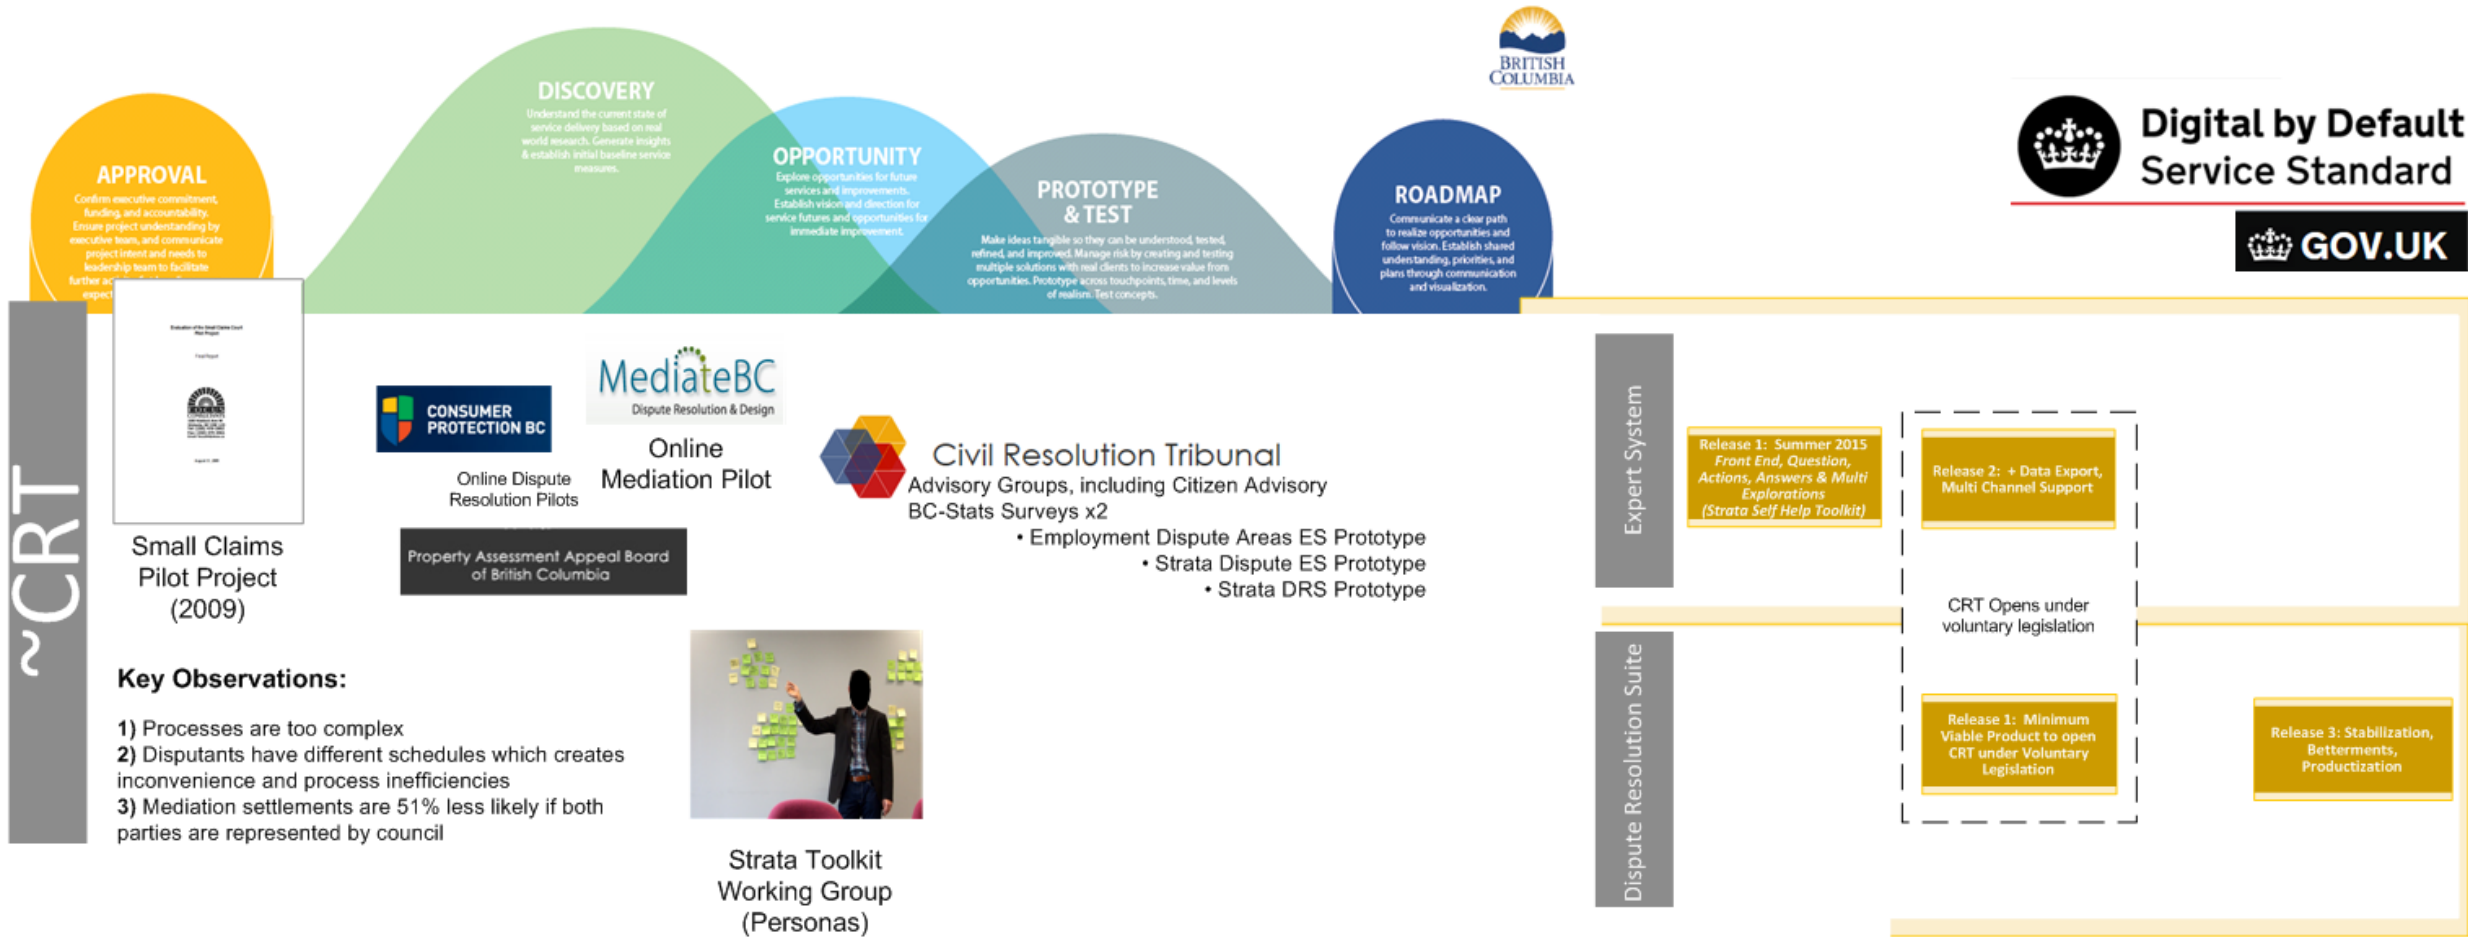 BRITISH
COLUMBIA
DISCOVERY
Understand the current state of
service delivery based on real
world research. Generate insights
& establish initial baseline service
measures.
OPPORTUNITY
Explore opportunities for future
services and improvements.
Establish vision and direction for
service futures and opportunities for
immediate improvement.
APPROVAL
Confirm executive commitment,
funding, and accountability.
Ensure project understanding by
executive team, and communicate
project intent and needs to
leadership team to facilitate
further
expect
PROTOTYPE
& TEST
Make ideas tangible so they can be understood, tested,
refined, and improved. Manage risk by creating and testing
multiple solutions with real clients to increase value from
opportunities. Prototype across touchpoints, time, and levels
of realism. Test concepts.
ROADMAP
Communicate a clear path
to realize opportunities and
follow vision. Establish shared
understanding, priorities, and
plans through communication
and visualization.
Digital by Default
Service Standard
GOV.UK
~CRT
Evaluation of the Small Claims Court
Pilot Project
Final Report
Small Claims
Pilot Project
(2009)
CONSUMER
PROTECTION BC
Online Dispute
Resolution Pilots
Property Assessment Appeal Board
of British Columbia
MediateBC
Dispute Resolution & Design
Online
Mediation Pilot
Civil Resolution Tribunal
Advisory Groups, including Citizen Advisory
BC-Stats Surveys x2
• Employment Dispute Areas ES Prototype
• Strata Dispute ES Prototype
• Strata DRS Prototype
Key Observations:
1) Processes are too complex
2) Disputants have different schedules which creates
inconvenience and process inefficiencies
3) Mediation settlements are 51% less likely if both
parties are represented by council
Strata Toolkit
Working Group
(Personas)
Expert System
Release 1: Summer 2015
Front End, Question,
Actions, Answers & Multi
Explorations
(Strata Self Help Toolkit)
Release 2: + Data Export,
Multi Channel Support
CRT Opens under
voluntary legislation
Dispute Resolution Suite
Release 1: Minimum
Viable Product to open
CRT under Voluntary
Legislation
Release 3: Stabilization,
Betterments,
Productization